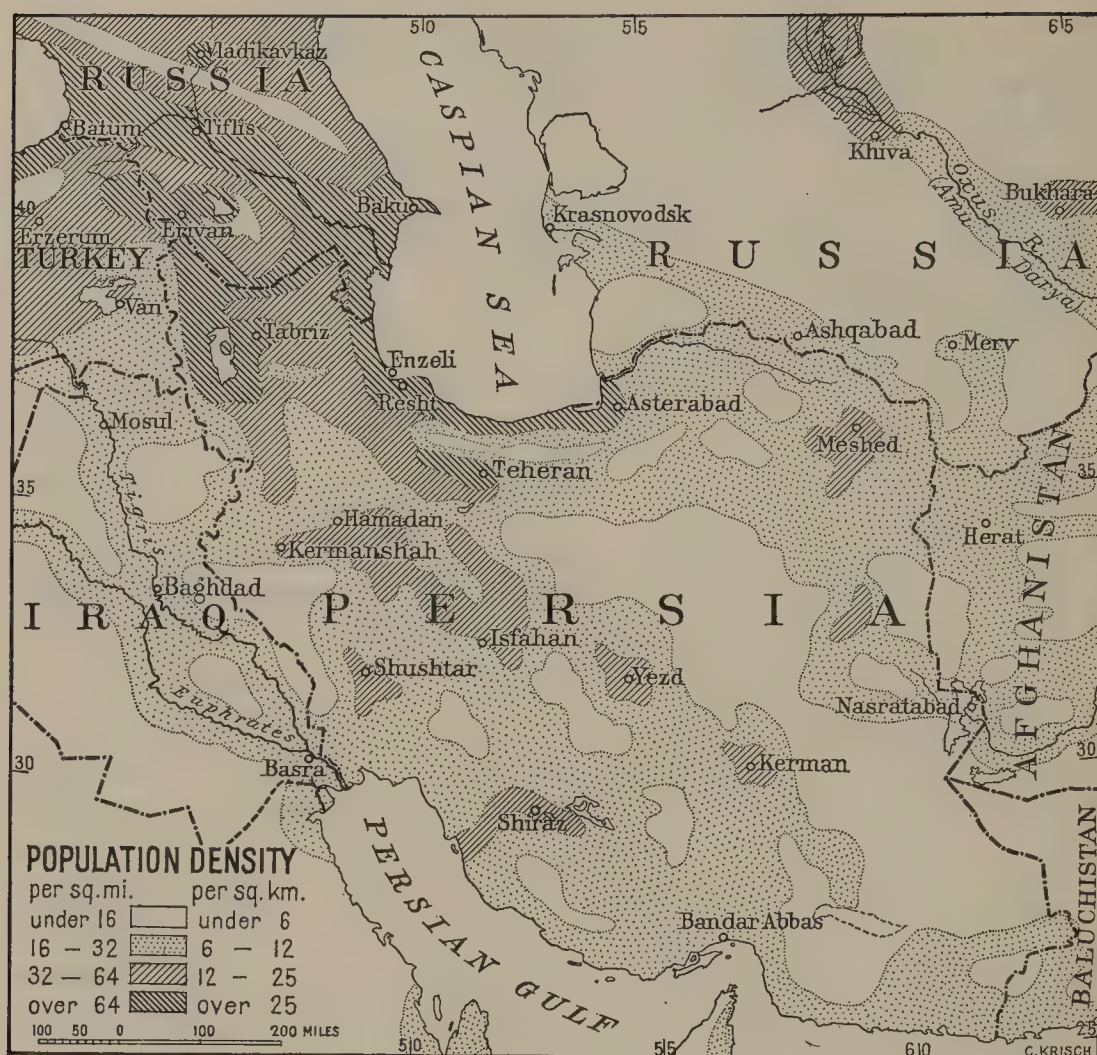 50
55
65
RUSSIA
Vladikavkaz
Batum
Tiflis
CASPIAN SEA
Khiva
OXUS R.
(Amu Darya)
Bukhara
40
Erzerum
Erivan
Baku
Krasnovodsk
TURKEY
RUSSIA
Van
Tabriz
Ashqabad
Merv
Enzeli
Resht
Asterabad
Mosul
Meshed
Teheran
35
35
Tigris
Hamadan
Herat
Kermanshah
AFGHANISTAN
Baghdad
IRAQ
PERSIA
Isfahan
Shushtar
Yezd
Euphrates
Nasratabad
30
Basra
Kerman
30
Shiraz
PERSIAN GULF
BALUCHISTAN
Bandar Abbas
POPULATION DENSITY
per sq. mi. per sq. km.
under 16 under 6
16 – 32 6 – 12
32 – 64 12 – 25
over 64 over 25
100 50 0 100 200 MILES
50
55
60
25
C. KRISCH